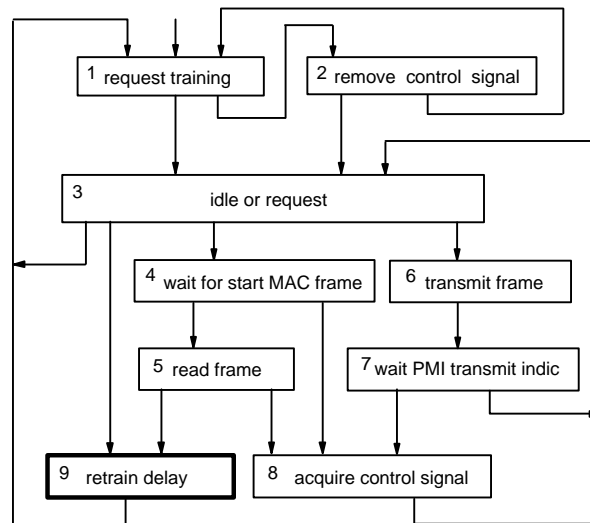 1 request training
2 remove control signal
3 idle or request
4 wait for start MAC frame
6 transmit frame
5 read frame
7 wait PMI transmit indic
9 retrain delay
8 acquire control signal